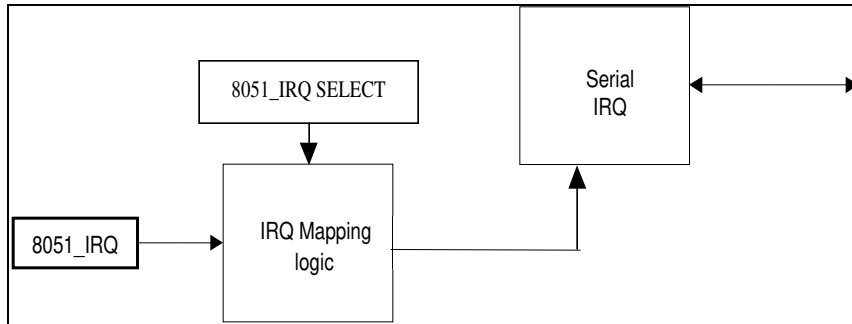 8051_IRQ SELECT
Serial
IRQ
8051_IRQ
IRQ Mapping
logic